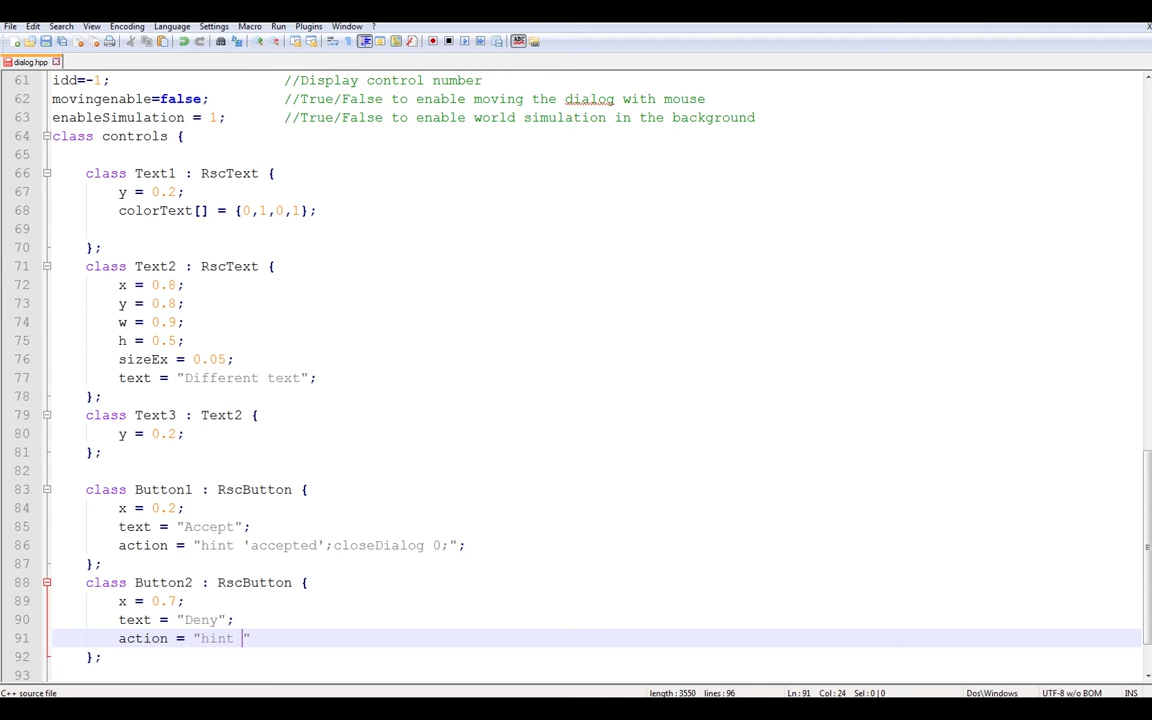 File Edit Search View Encoding Language Settings Macro Run Plugins Window ?
dialog.hpp
61 idd=-1; //Display control number
62 movingenable=false; //True/False to enable moving the dialog with mouse
63 enableSimulation = 1; //True/False to enable world simulation in the background
64 class controls {
65
66 class Text1 : RscText {
67 y = 0.2;
68 colorText[] = {0,1,0,1};
69
70 };
71 class Text2 : RscText {
72 x = 0.8;
73 y = 0.8;
74 w = 0.9;
75 h = 0.5;
76 sizeEx = 0.05;
77 text = "Different text";
78 };
79 class Text3 : Text2 {
80 y = 0.2;
81 };
82
83 class Button1 : RscButton {
84 x = 0.2;
85 text = "Accept";
86 action = "hint 'accepted';closeDialog 0;";
87 };
88 class Button2 : RscButton {
89 x = 0.7;
90 text = "Deny";
91 action = "hint "
92 };
93
C++ source file length : 3550 lines : 96 Ln : 91 Col : 24 Sel : 0 | 0 Dos\Windows UTF-8 w/o BOM INS